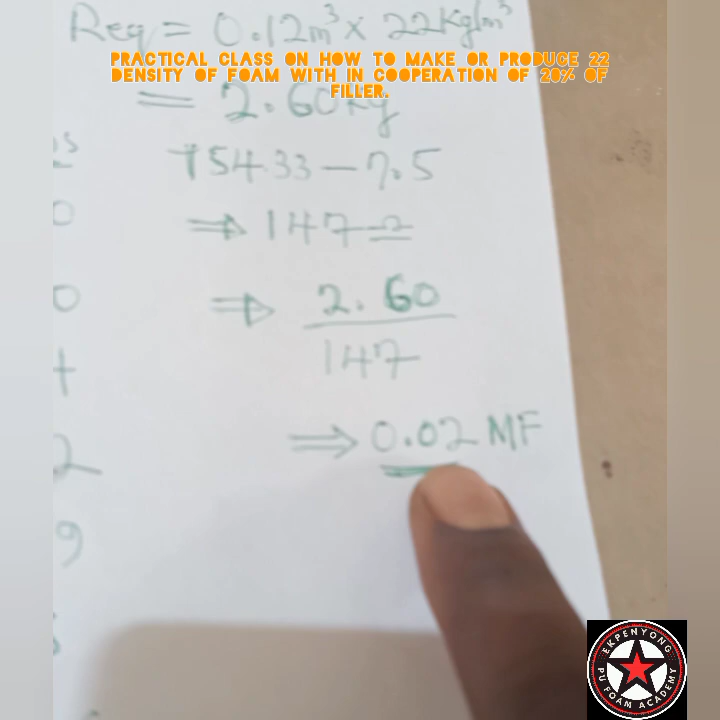 Req = 0.12m³ x 22kg/m³
PRACTICAL CLASS ON HOW TO MAKE OR PRODUCE 22
DENSITY OF FOAM WITH IN COOPERATION OF 20% OF
FILLER.
= 2.60kg
154.33 - 7.5
⇒ 147
⇒ 2.60
147
⇒ 0.02 MF
EKPENYONG
PU FOAM ACADEMY